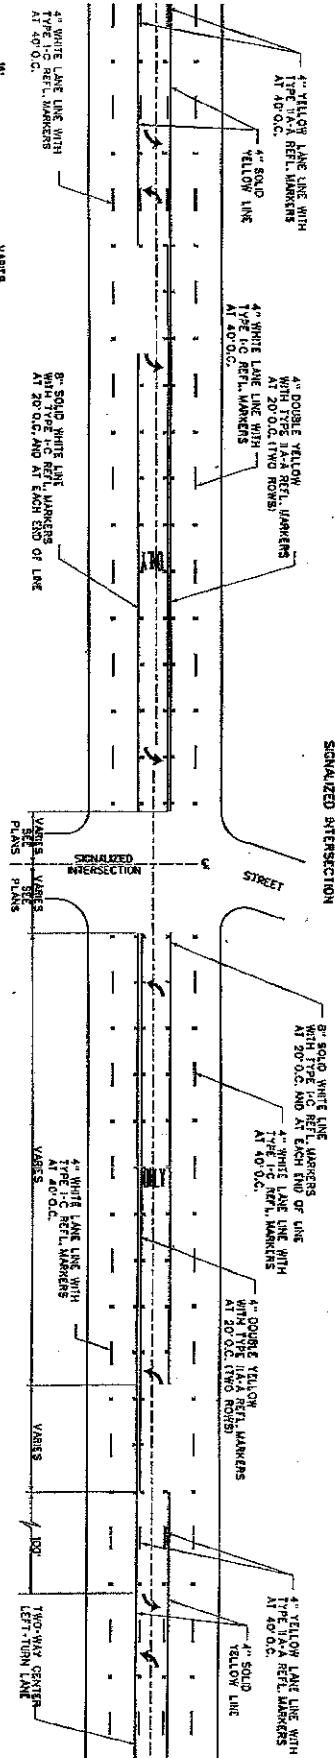 4" YELLOW LANE LINE WITH
TYPE II A-A REFL. MARKERS
AT 40' O.C.
4" SOLID
YELLOW LINE
4" WHITE LANE LINE WITH
TYPE I-C REFL. MARKERS
AT 40' O.C.
4" DOUBLE YELLOW
WITH TYPE II A-A REFL. MARKERS
AT 20' O.C. (TWO ROWS)
4" WHITE LANE LINE WITH
TYPE I-C REFL. MARKERS
AT 40' O.C.
16'
VARIES
8" SOLID WHITE LINE
WITH TYPE I-C REFL. MARKERS
AT 20' O.C. AND AT EACH END OF LINE
ONLY
SIGNALIZED INTERSECTION
SIGNALIZED
INTERSECTION
STREET
VARIES
SEE
PLANS
VARIES
SEE
PLANS
8" SOLID WHITE LINE
WITH TYPE I-C REFL. MARKERS
AT 20' O.C. AND AT EACH END OF LINE
4" WHITE LANE LINE WITH
TYPE I-C REFL. MARKERS
AT 40' O.C.
ONLY
4" DOUBLE YELLOW
WITH TYPE II A-A REFL. MARKERS
AT 20' O.C. (TWO ROWS)
4" WHITE LANE LINE WITH
TYPE I-C REFL. MARKERS
AT 40' O.C.
VARIES
VARIES
100'
4" YELLOW LANE LINE WITH
TYPE II A-A REFL. MARKERS
AT 40' O.C.
4" SOLID
YELLOW LINE
TWO-WAY CENTER
LEFT-TURN LANE